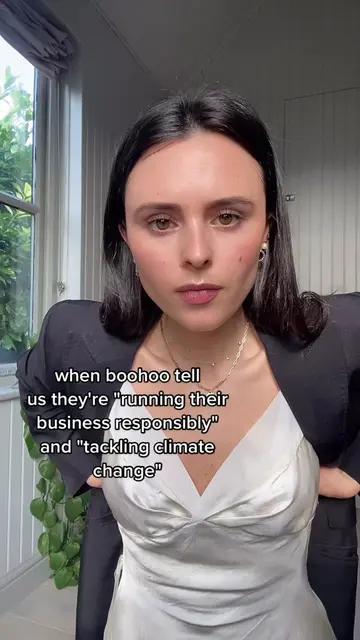 when boohoo tell
us they're "running their
business responsibly"
and "tackling climate
change"